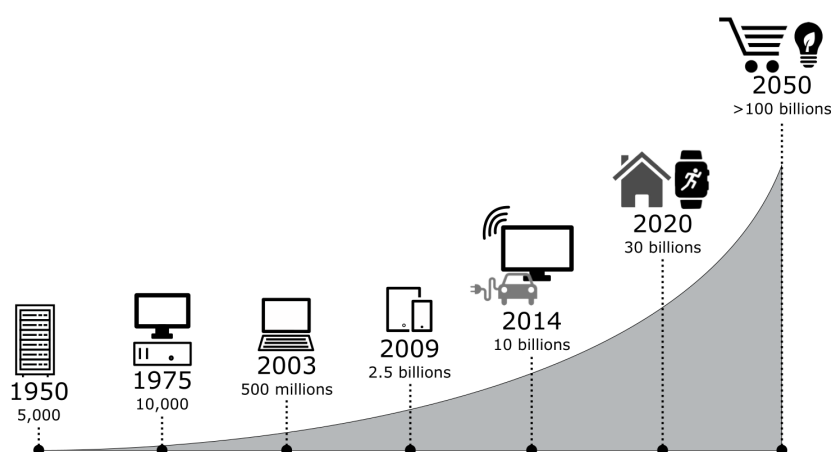 1950
5,000
1975
10,000
2003
500 millions
2009
2.5 billions
2014
10 billions
2020
30 billions
2050
>100 billions